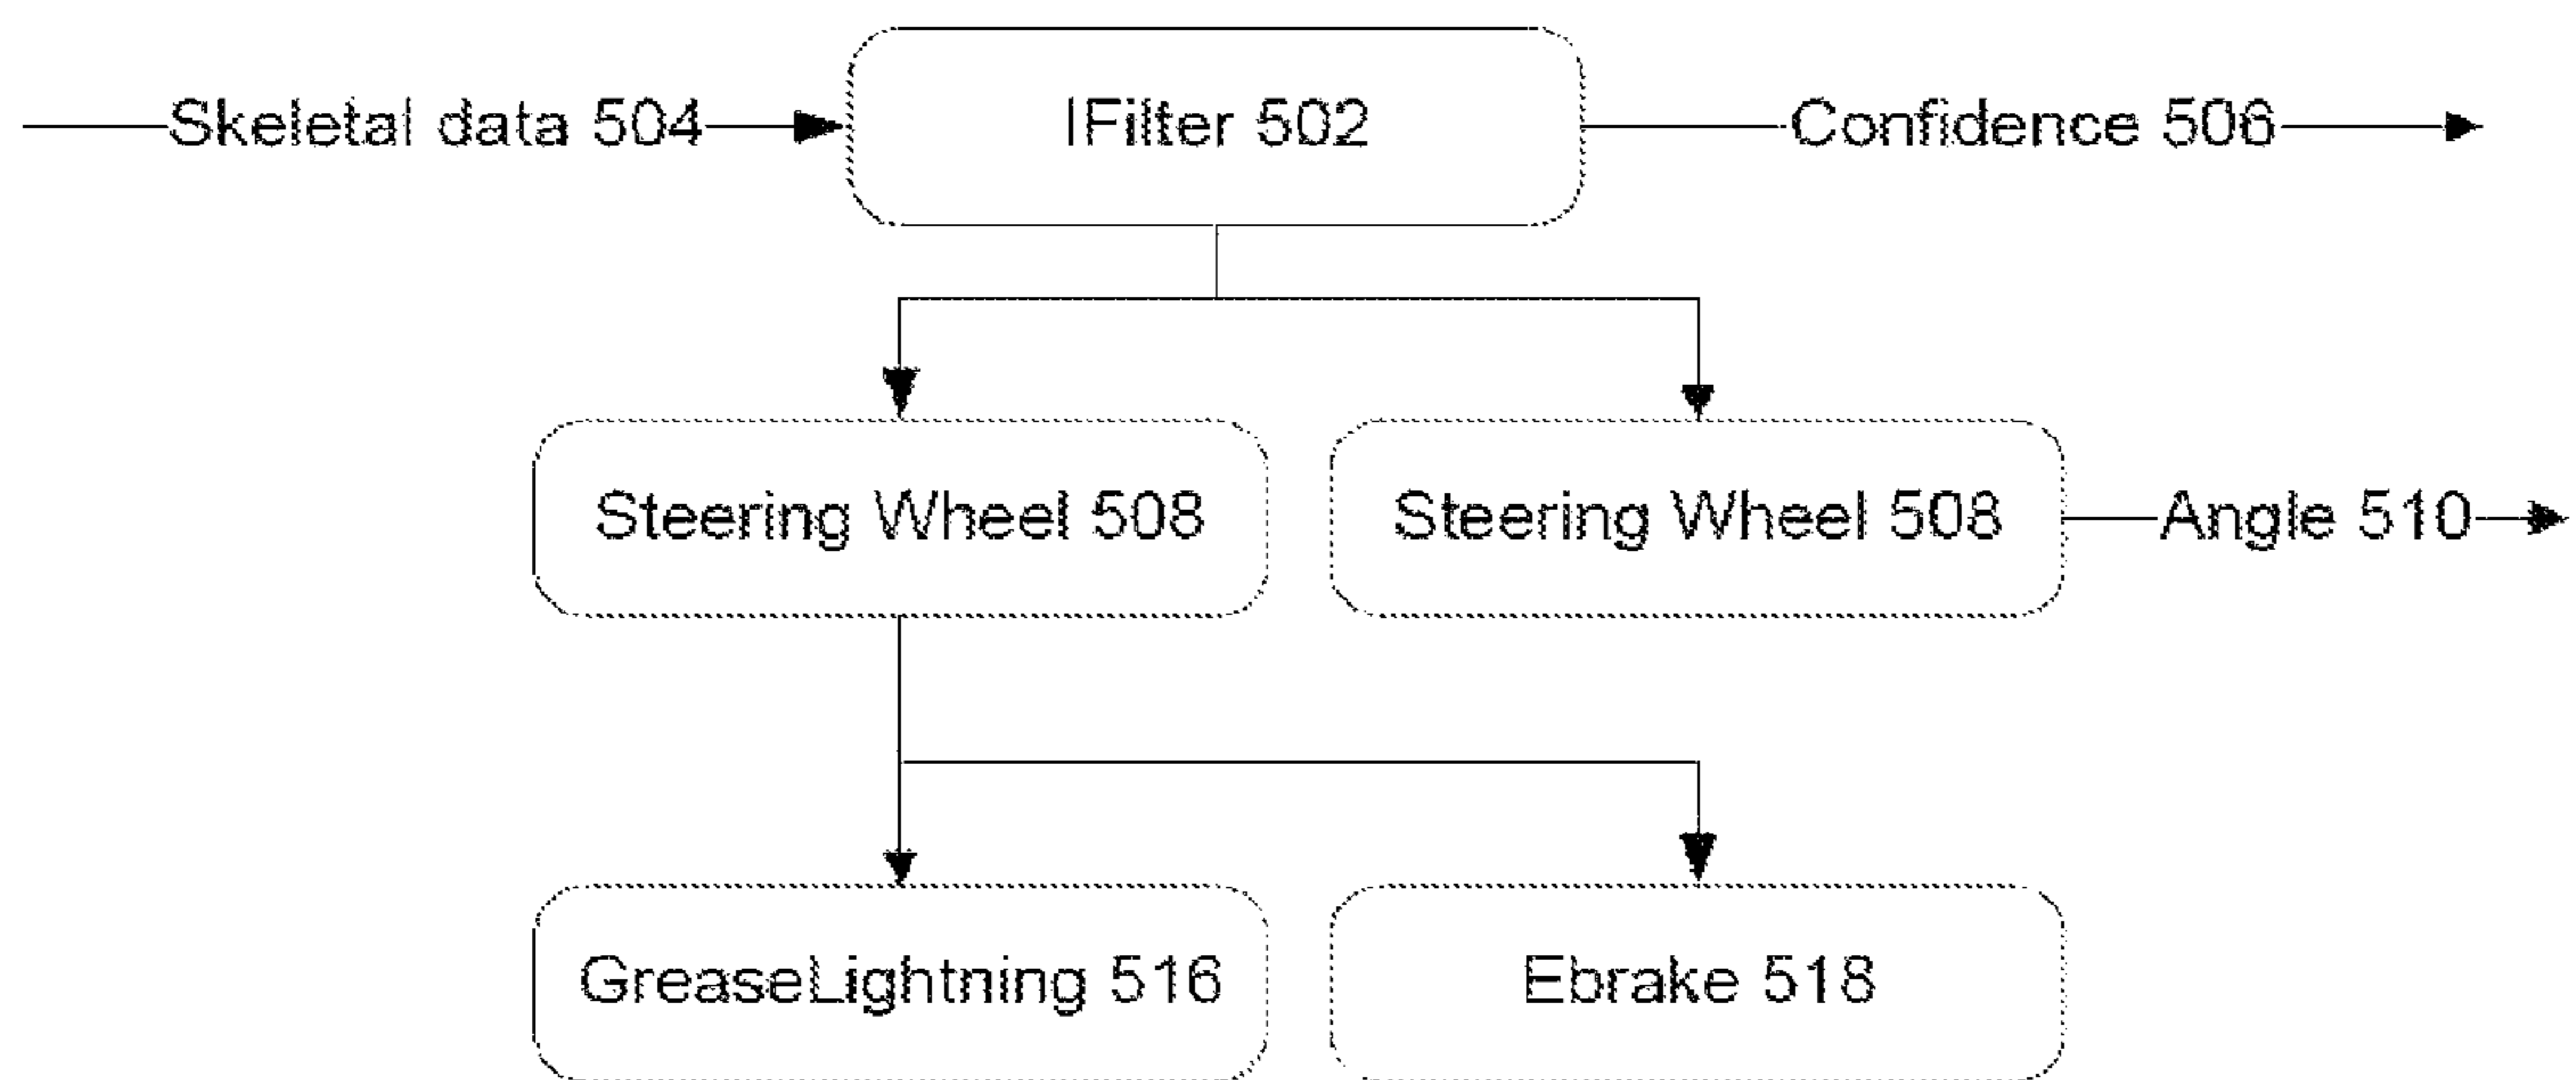 Skeletal data 504
IFilter 502
Confidence 506
Steering Wheel 508
Steering Wheel 508
Angle 510
GreaseLightning 516
Ebrake 518